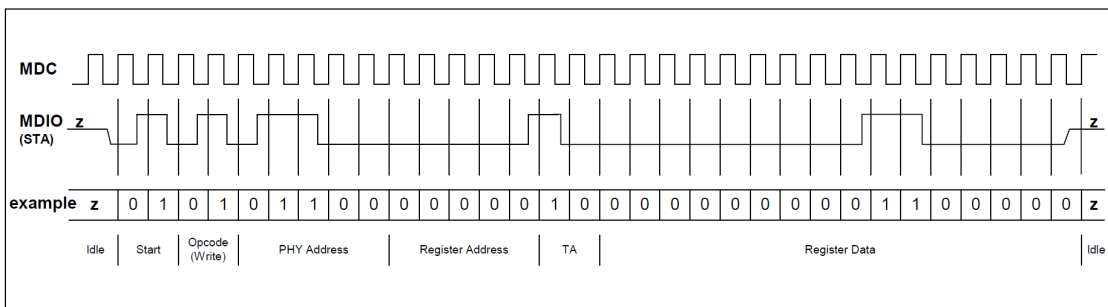 MDC
MDIO z z
(STA)
example z 0 1 0 1 0 1 1 0 0 0 0 0 0 0 1 0 0 0 0 0 0 0 0 0 0 1 1 0 0 0 0 0 z
Idle Start Opcode (Write) PHY Address Register Address TA Register Data Idle